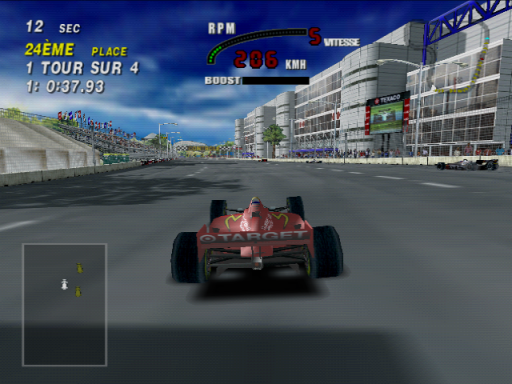 12 SEC
24ÈME PLACE
1 TOUR SUR 4
1: 0:37.93
RPM
5 VITESSE
206 KMH
BOOST
TEXACO
TARGET